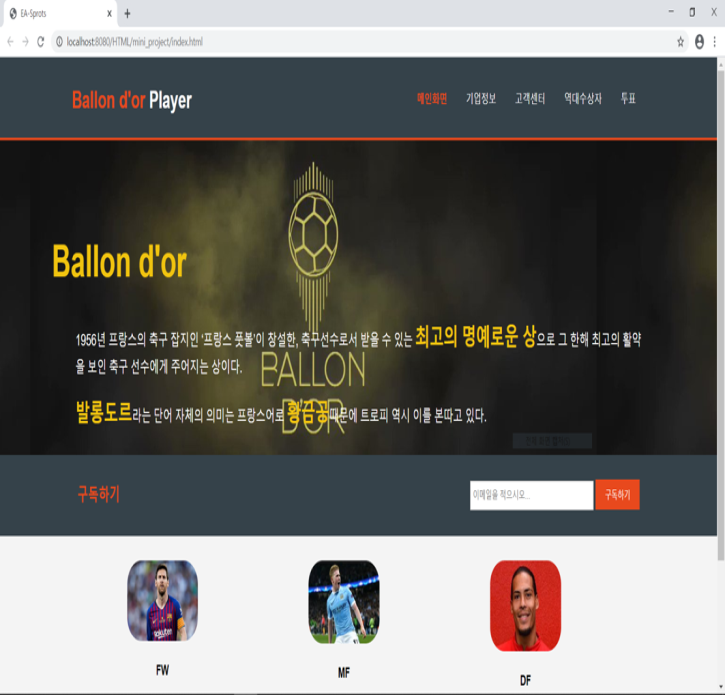 EA-Sprots
localhost:8080/HTML/mini_project/index.html
Ballon d'or Player
메인화면 기업정보 고객센터 역대수상자 투표
Ballon d'or
1956년 프랑스의 축구 잡지인 '프랑스 풋볼'이 창설한, 축구선수로서 받을 수 있는 최고의 명예로운 상으로 그 한해 최고의 활약
을 보인 축구 선수에게 주어지는 상이다.
BALLON
D'OR
발롱도르라는 단어 자체의 의미는 프랑스어로 황금공때문에 트로피 역시 이를 본따고 있다.
구독하기
이메일을 적으시오...
구독하기
Rakuten
FW
MF
DF